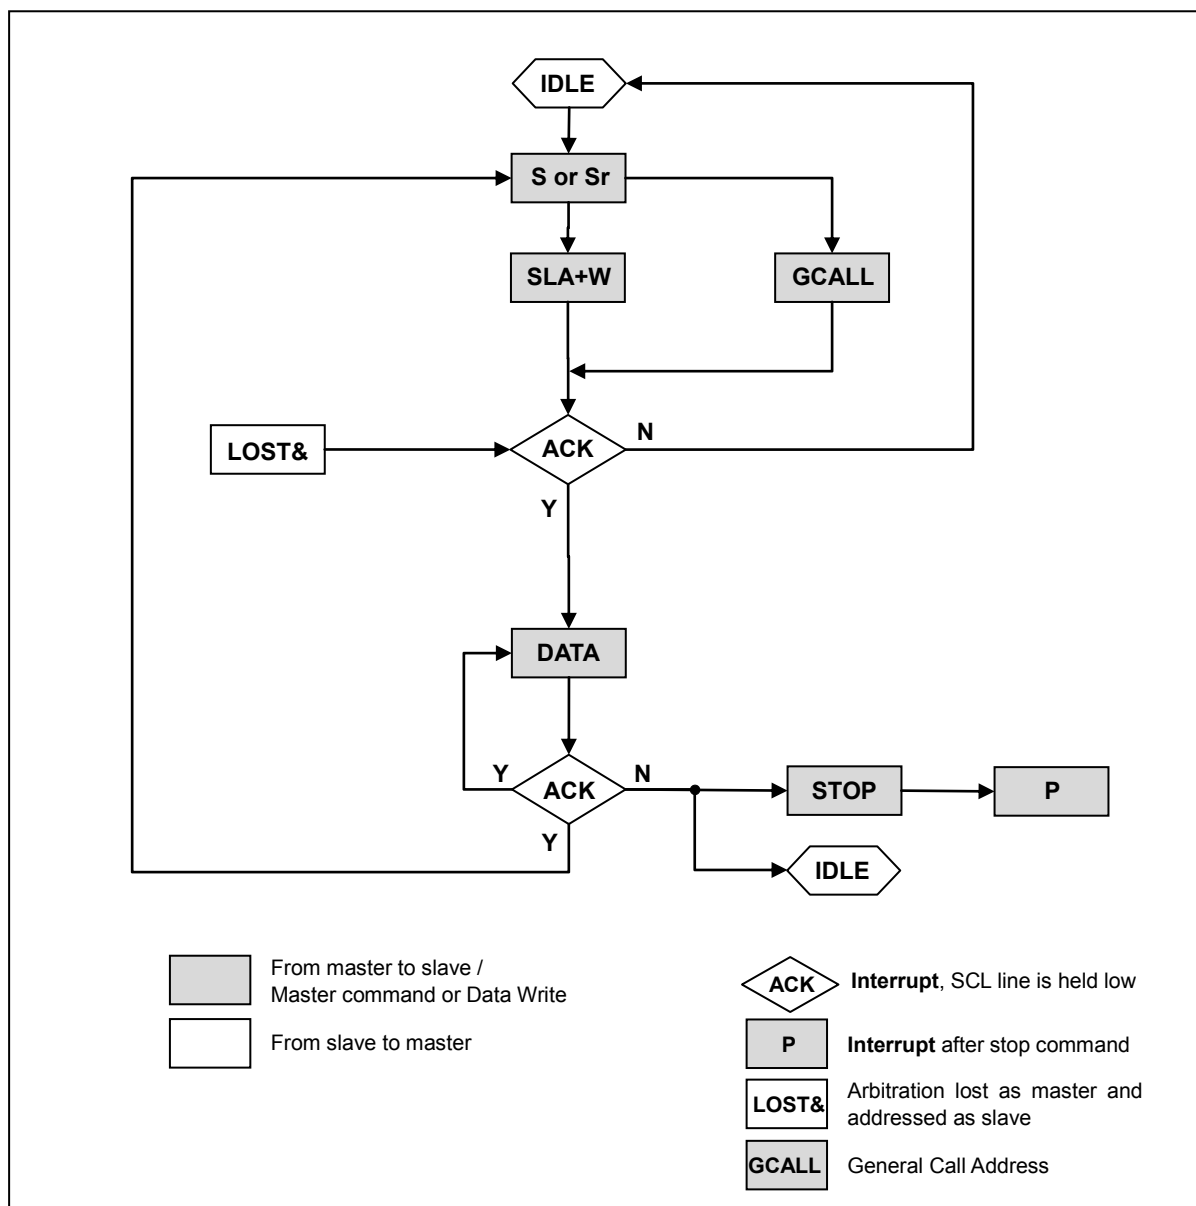 IDLE
S or Sr
SLA+W
GCALL
LOST&
ACK
N
Y
DATA
Y
ACK
N
STOP
P
Y
IDLE
From master to slave /
Master command or Data Write
From slave to master
ACK
Interrupt, SCL line is held low
P
Interrupt after stop command
LOST&
Arbitration lost as master and
addressed as slave
GCALL
General Call Address